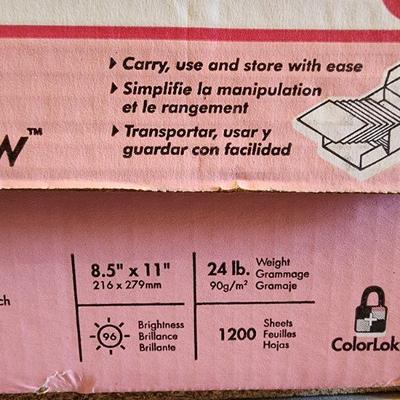 ▸ Carry, use and store with ease
▸ Simplifie la manipulation
et le rangement
W™
▸ Transportar, usar y
guardar con facilidad
8.5" x 11"
216 x 279mm
24 lb.
90g/m²
Weight
Grammage
Gramaje
96
Brightness
Brillance
Brillante
1200
Sheets
Feuilles
Hojas
ColorLok